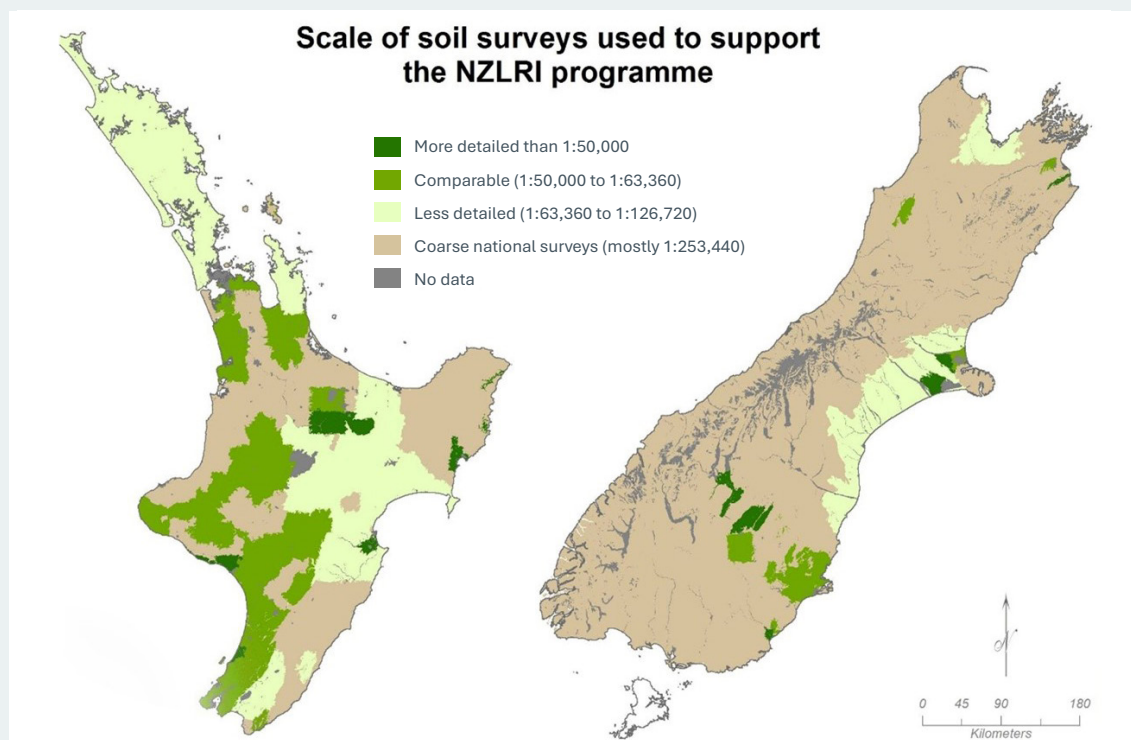 Scale of soil surveys used to support
the NZLRI programme
More detailed than 1:50,000
Comparable (1:50,000 to 1:63,360)
Less detailed (1:63,360 to 1:126,720)
Coarse national surveys (mostly 1:253,440)
No data
N
0 45 90 180
Kilometers